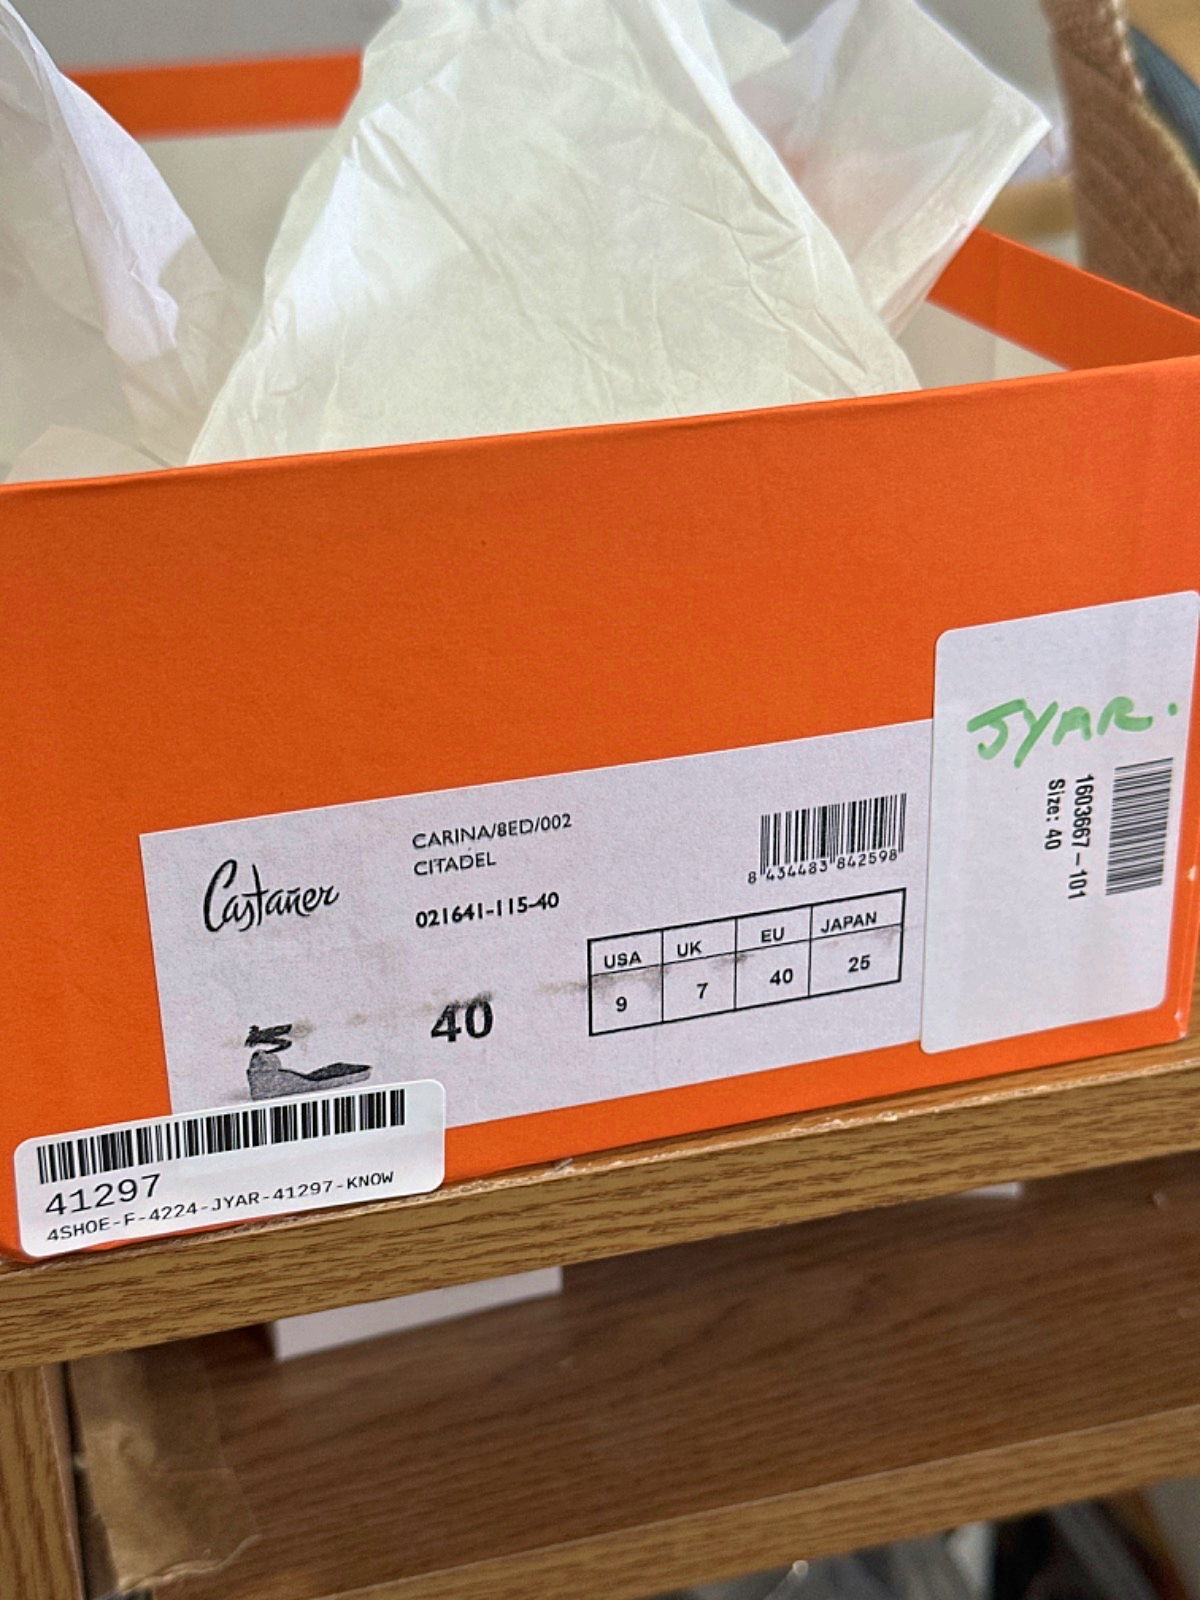 JYAR.
1603667-101
Size: 40
Castañer
CARINA/8ED/002
CITADEL
021641-115-40
8 434483 842598
40
USA UK EU JAPAN
9 7 40 25
41297
4SHOE-F-4224-JYAR-41297-KNOW